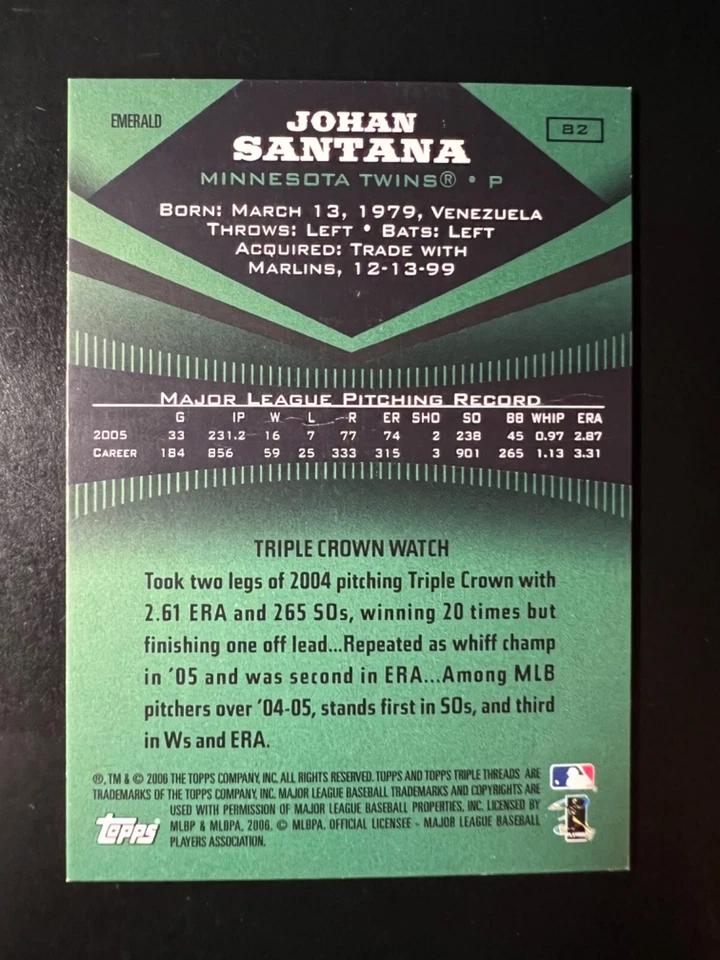 EMERALD
JOHAN
SANTANA
82
MINNESOTA TWINS® • P
BORN: MARCH 13, 1979, VENEZUELA
THROWS: LEFT • BATS: LEFT
ACQUIRED: TRADE WITH
MARLINS, 12-13-99
MAJOR LEAGUE PITCHING RECORD
G IP W L R ER SHO SO BB WHIP ERA
2005 33 231.2 16 7 77 74 2 238 45 0.97 2.87
CAREER 184 856 59 25 333 315 3 901 265 1.13 3.31
TRIPLE CROWN WATCH
Took two legs of 2004 pitching Triple Crown with
2.61 ERA and 265 SOs, winning 20 times but
finishing one off lead...Repeated as whiff champ
in '05 and was second in ERA...Among MLB
pitchers over '04-05, stands first in SOs, and third
in Ws and ERA.
®, TM & © 2006 THE TOPPS COMPANY, INC. ALL RIGHTS RESERVED. TOPPS AND TOPPS TRIPLE THREADS ARE
TRADEMARKS OF THE TOPPS COMPANY, INC. MAJOR LEAGUE BASEBALL TRADEMARKS AND COPYRIGHTS ARE
USED WITH PERMISSION OF MAJOR LEAGUE BASEBALL PROPERTIES, INC. LICENSED BY
MLBP & MLBPA, 2006. © MLBPA. OFFICIAL LICENSEE - MAJOR LEAGUE BASEBALL
PLAYERS ASSOCIATION.
TOPPS